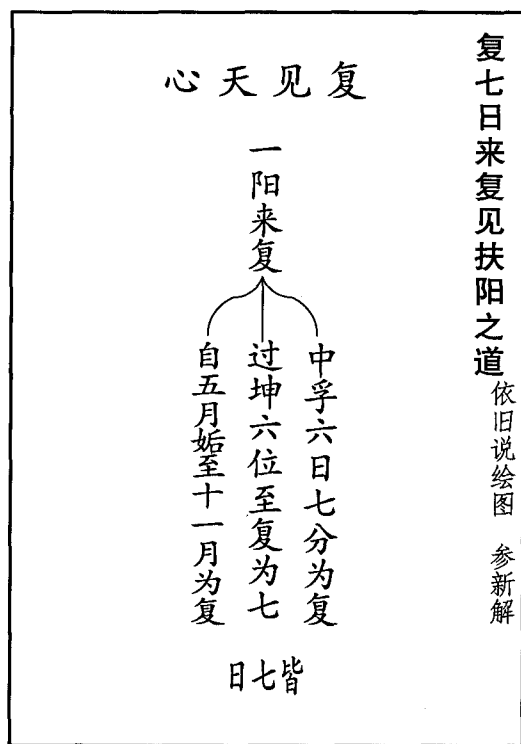 复七日来复见扶阳之道
依旧说绘图 参新解
复见天心
一阳来复
中孚六日七分为复
过坤六位至复为七
自五月姤至十一月为复
皆七日